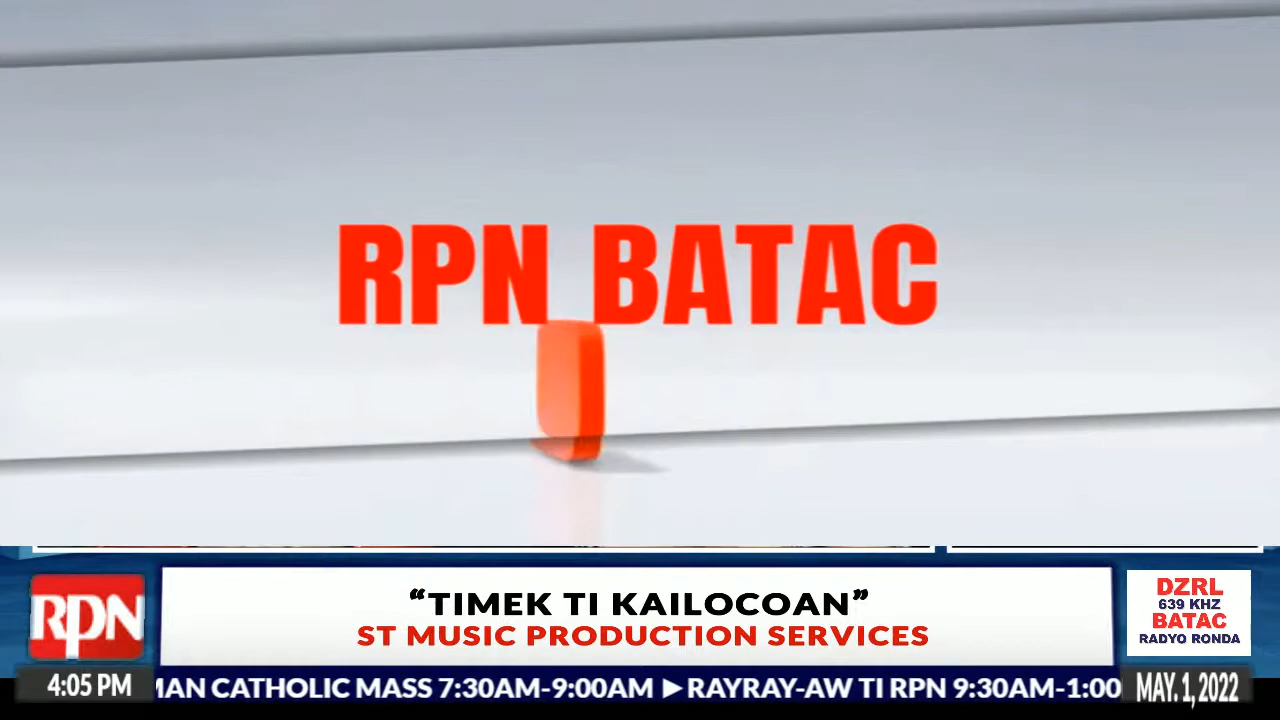 RPN BATAC
“TIMEK TI KAILOCOAN”
ST MUSIC PRODUCTION SERVICES
RPN
DZRL
639 KHZ
BATAC
RADYO RONDA
4:05 PM
MAN CATHOLIC MASS 7:30AM-9:00AM ►RAYRAY-AW TI RPN 9:30AM-1:00
MAY. 1, 2022